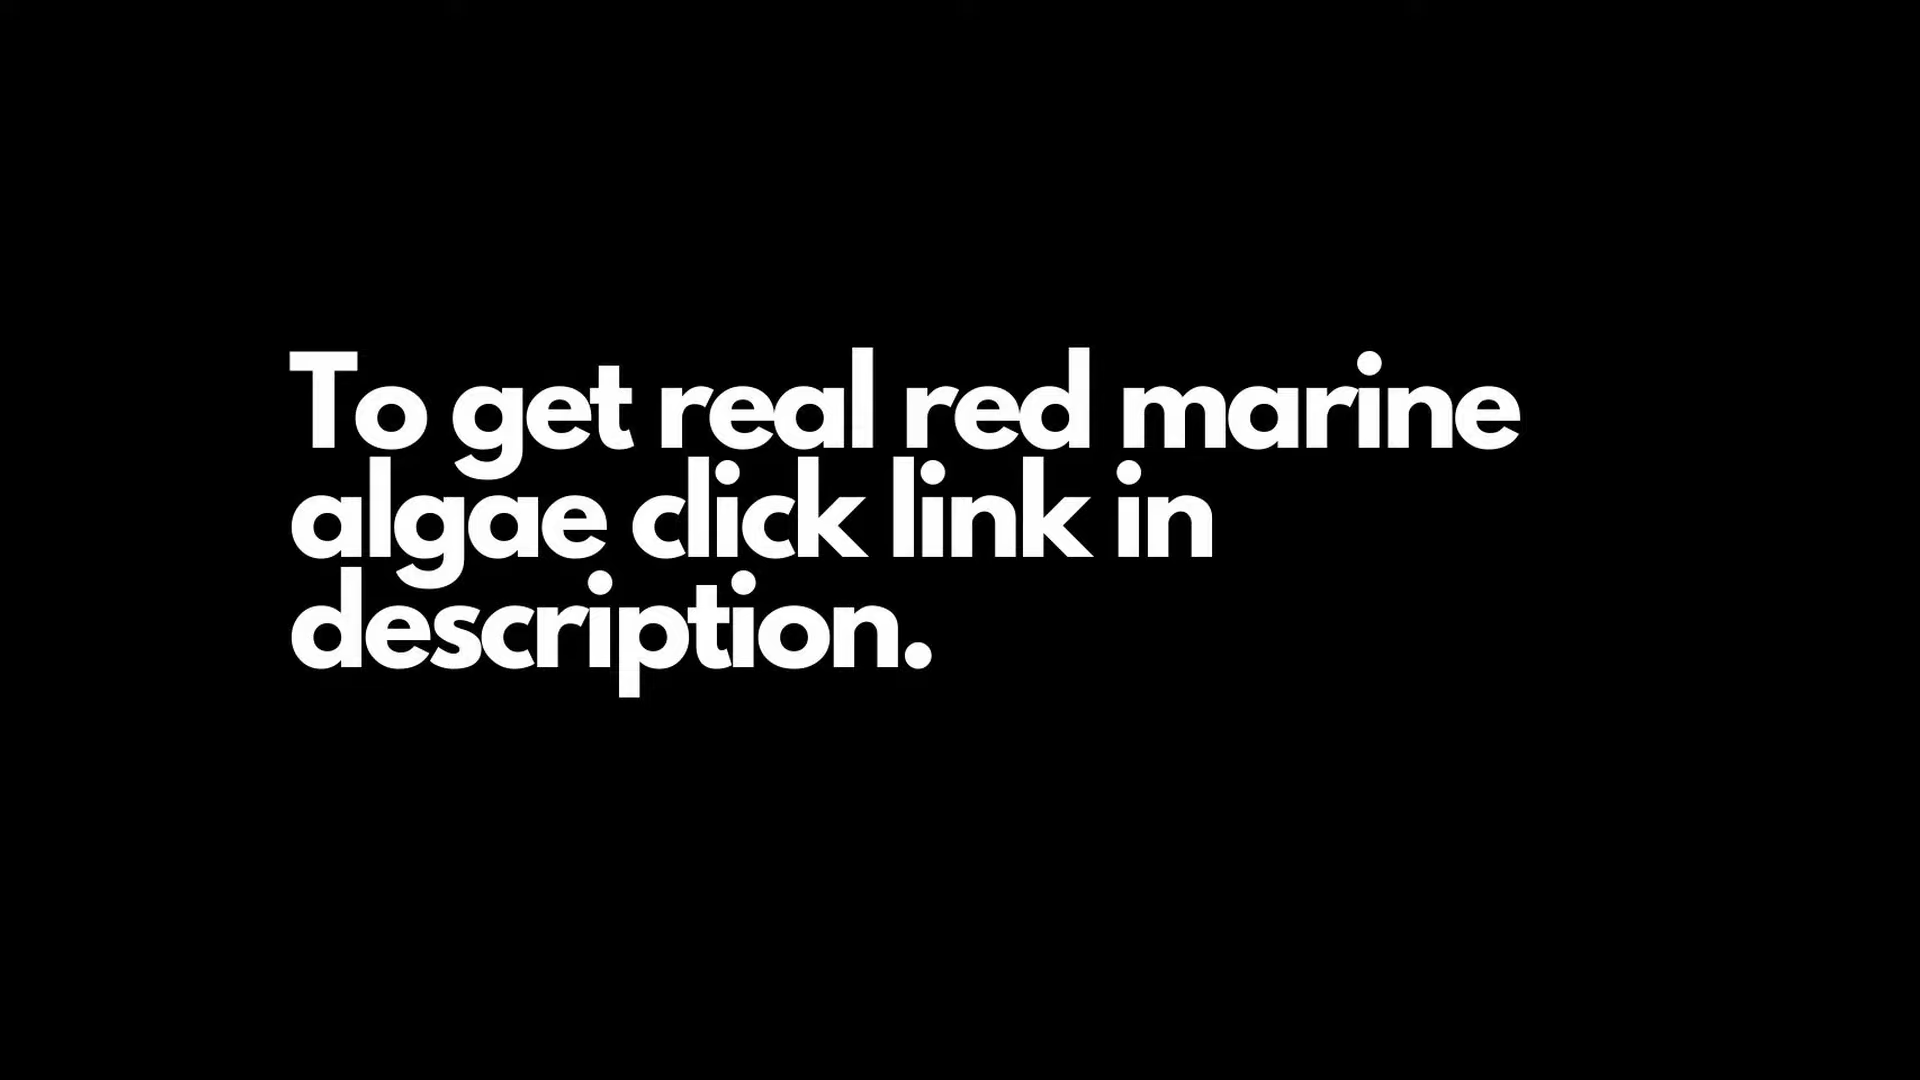 To get real red marine
algae click link in
description.